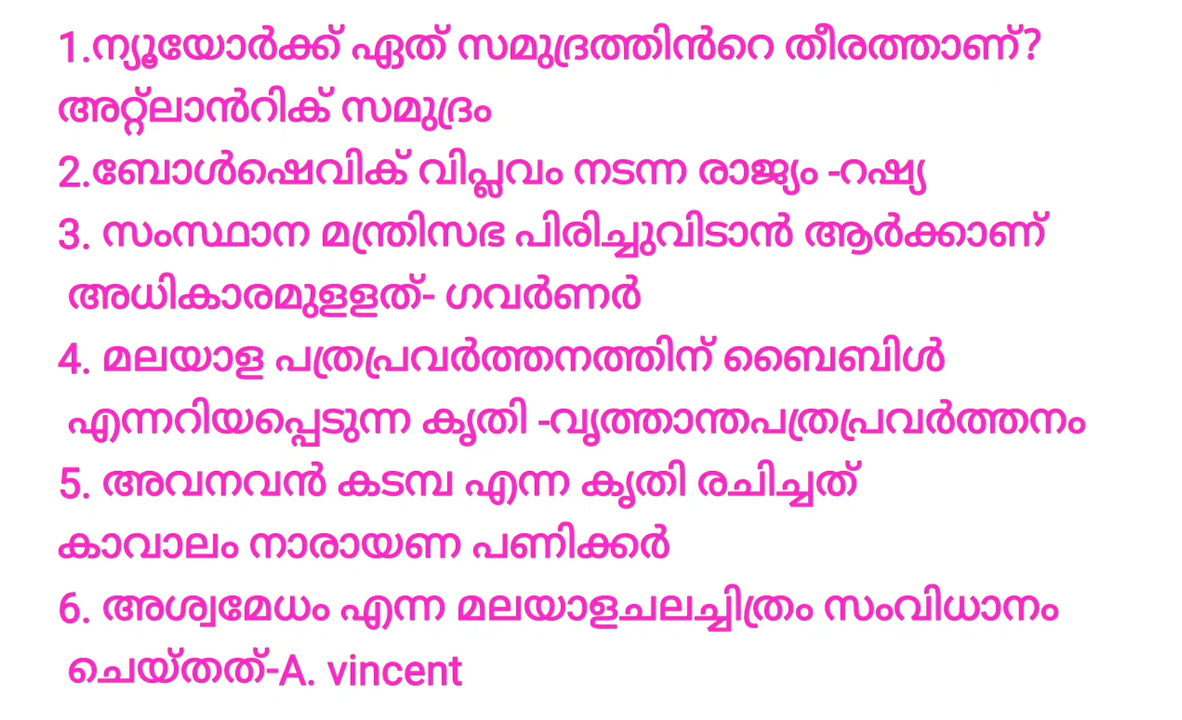 1.ന്യൂയോർക്ക് ഏത് സമുദ്രത്തിൻറെ തീരത്താണ്?
അറ്റ്ലാൻറിക് സമുദ്രം
2.ബോൾഷെവിക് വിപ്ലവം നടന്ന രാജ്യം -റഷ്യ
3. സംസ്ഥാന മന്ത്രിസഭ പിരിച്ചുവിടാൻ ആർക്കാണ്
അധികാരമുളളത്- ഗവർണർ
4. മലയാള പത്രപ്രവർത്തനത്തിന് ബൈബിൾ
എന്നറിയപ്പെടുന്ന കൃതി -വൃത്താന്തപത്രപ്രവർത്തനം
5. അവനവൻ കടമ്പ എന്ന കൃതി രചിച്ചത്
കാവാലം നാരായണ പണിക്കർ
6. അശ്വമേധം എന്ന മലയാളചലച്ചിത്രം സംവിധാനം
ചെയ്തത്-A. vincent